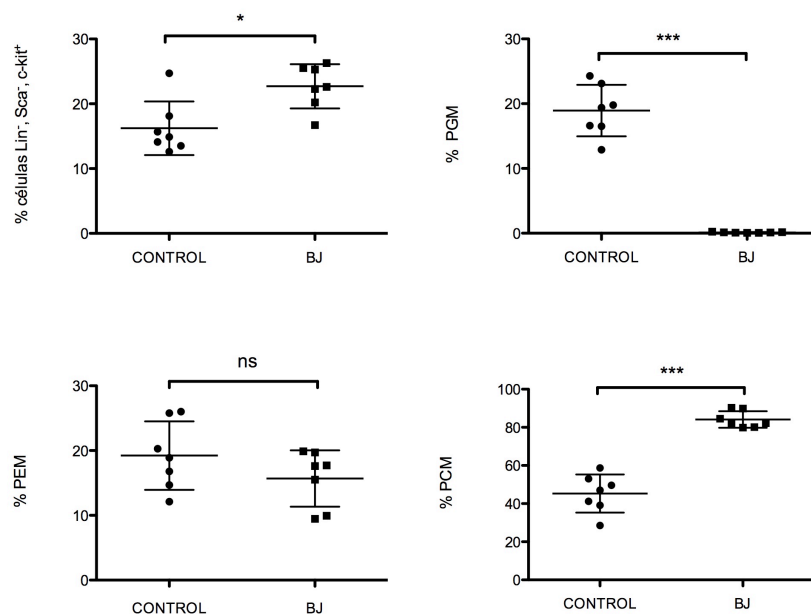 % células Lin⁻, Sca⁻, c-kit⁺
30
20
10
0
*
CONTROL BJ
% PGM
30
20
10
0
***
CONTROL BJ
% PEM
30
20
10
0
ns
CONTROL BJ
% PCM
100
80
60
40
20
0
***
CONTROL BJ